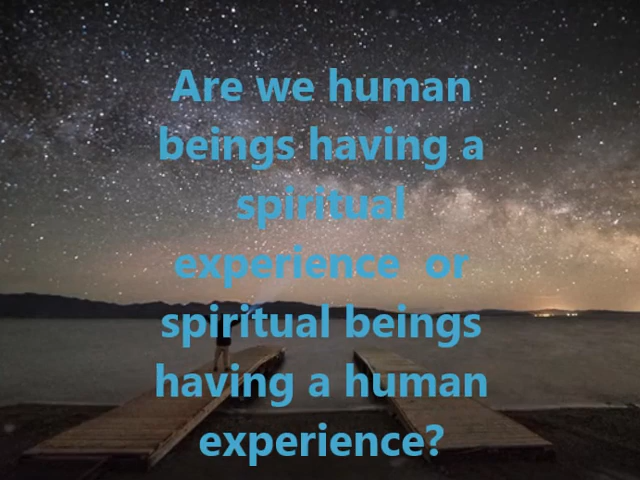 Are we human
beings having a
spiritual
experience  or
spiritual beings
having a human
experience?